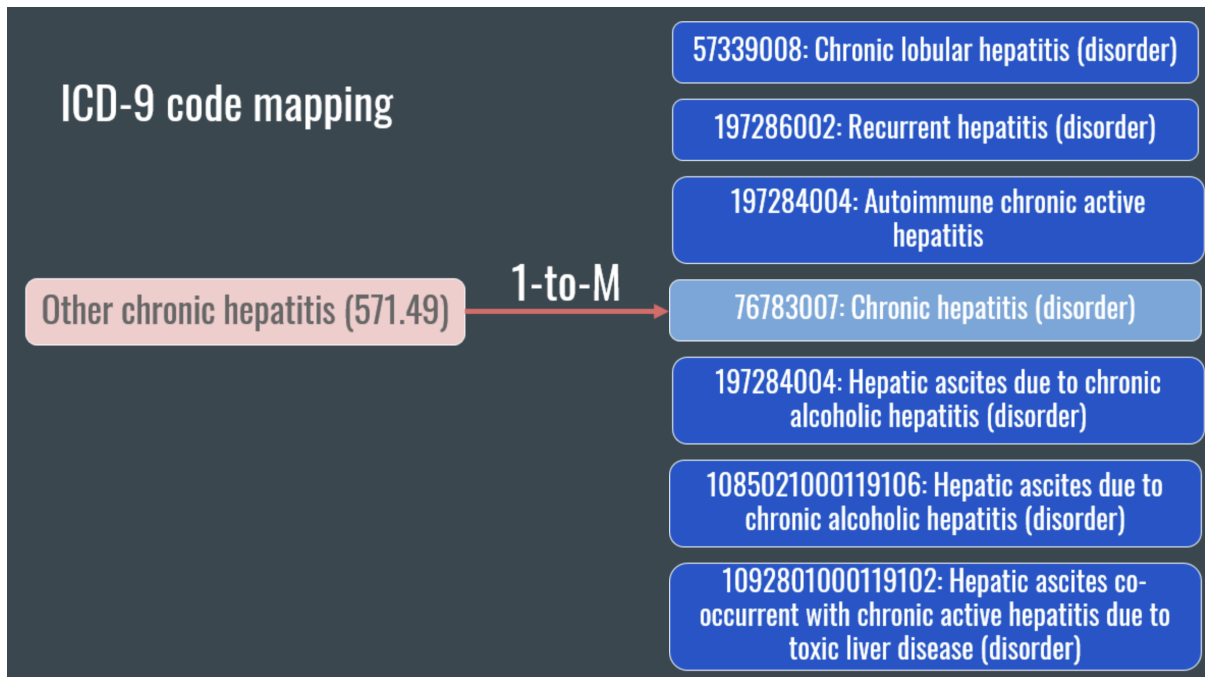 ICD-9 code mapping
Other chronic hepatitis (571.49)
1-to-M
57339008: Chronic lobular hepatitis (disorder)
197286002: Recurrent hepatitis (disorder)
197284004: Autoimmune chronic active
hepatitis
76783007: Chronic hepatitis (disorder)
197284004: Hepatic ascites due to chronic
alcoholic hepatitis (disorder)
1085021000119106: Hepatic ascites due to
chronic alcoholic hepatitis (disorder)
1092801000119102: Hepatic ascites co-
occurrent with chronic active hepatitis due to
toxic liver disease (disorder)